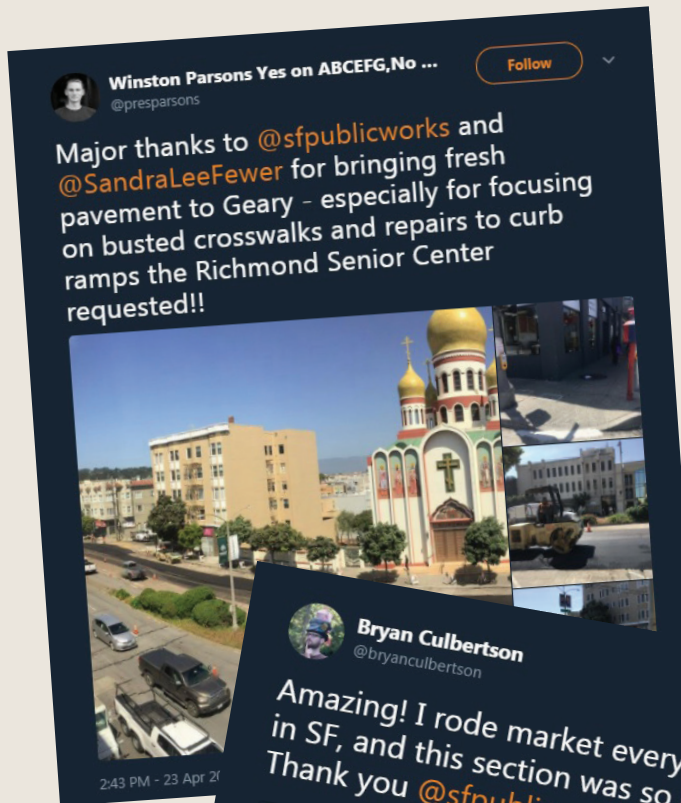 Winston Parsons Yes on ABCEFG,No ...
Follow
@presparsons
Major thanks to @sfpublicworks and
@SandraLeeFewer for bringing fresh
pavement to Geary - especially for focusing
on busted crosswalks and repairs to curb
ramps the Richmond Senior Center
requested!!
2:43 PM - 23 Apr 20
Bryan Culbertson
@bryanculbertson
Amazing! I rode market every
in SF, and this section was so
Thank you @sfpubli